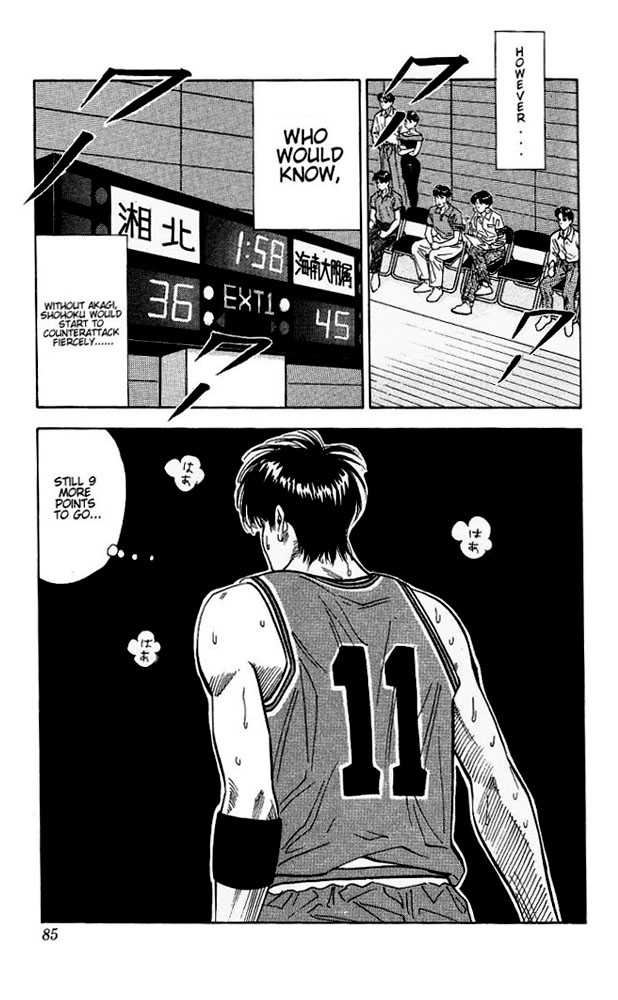 HOWEVER...
ワ
ワ
WHO
WOULD
KNOW,
湘北
1:58
海南大附属
36
EXT1
45
WITHOUT AKAGI,
SHOHOKU WOULD
START TO
COUNTERATTACK
FIERCELY......
STILL 9
MORE
POINTS
TO GO...
はぁ
はぁ
はぁ
11
85